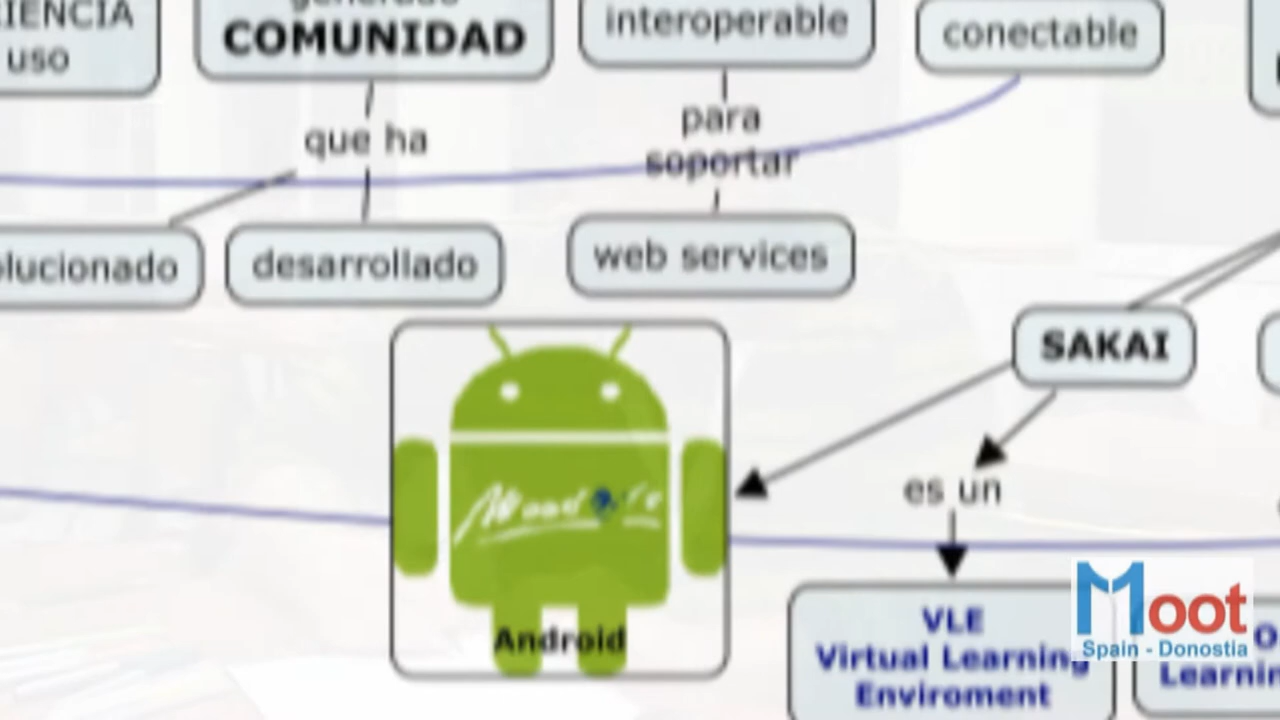 uso
COMUNIDAD
interoperable
conectable
que ha
para
soportar
desarrollado
web services
SAKAI
es un
Android
VLE
Virtual Learning
Enviroment
Moot
Spain - Donostia